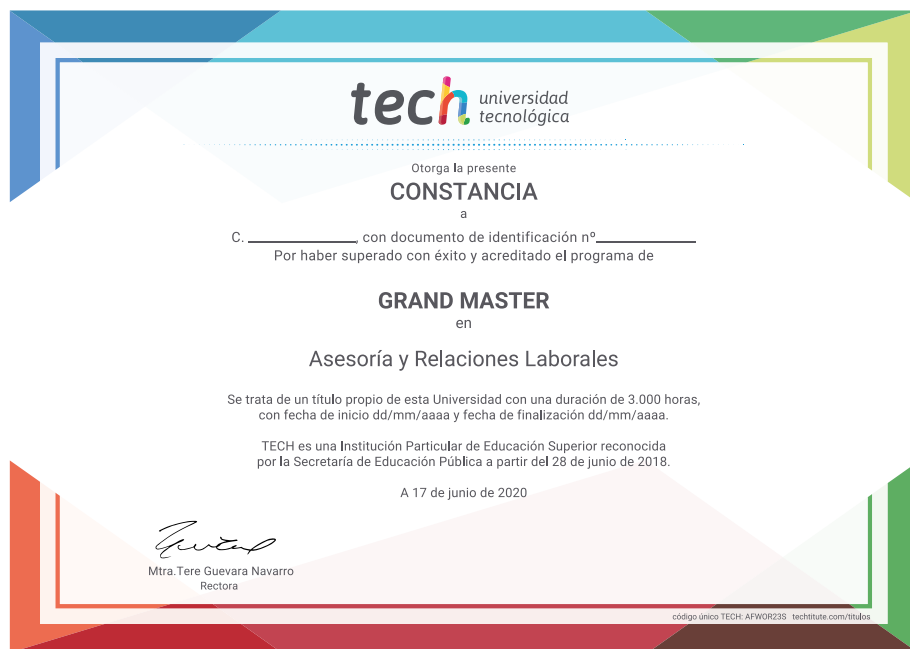 tech universidad
tecnológica
Otorga la presente
CONSTANCIA
a
C. ____________, con documento de identificación nº____________
Por haber superado con éxito y acreditado el programa de
GRAND MASTER
en
Asesoría y Relaciones Laborales
Se trata de un título propio de esta Universidad con una duración de 3.000 horas,
con fecha de inicio dd/mm/aaaa y fecha de finalización dd/mm/aaaa.
TECH es una Institución Particular de Educación Superior reconocida
por la Secretaría de Educación Pública a partir del 28 de junio de 2018.
A 17 de junio de 2020
Mtra.Tere Guevara Navarro
Rectora
código único TECH: AFWOR23S techtitute.com/titulos